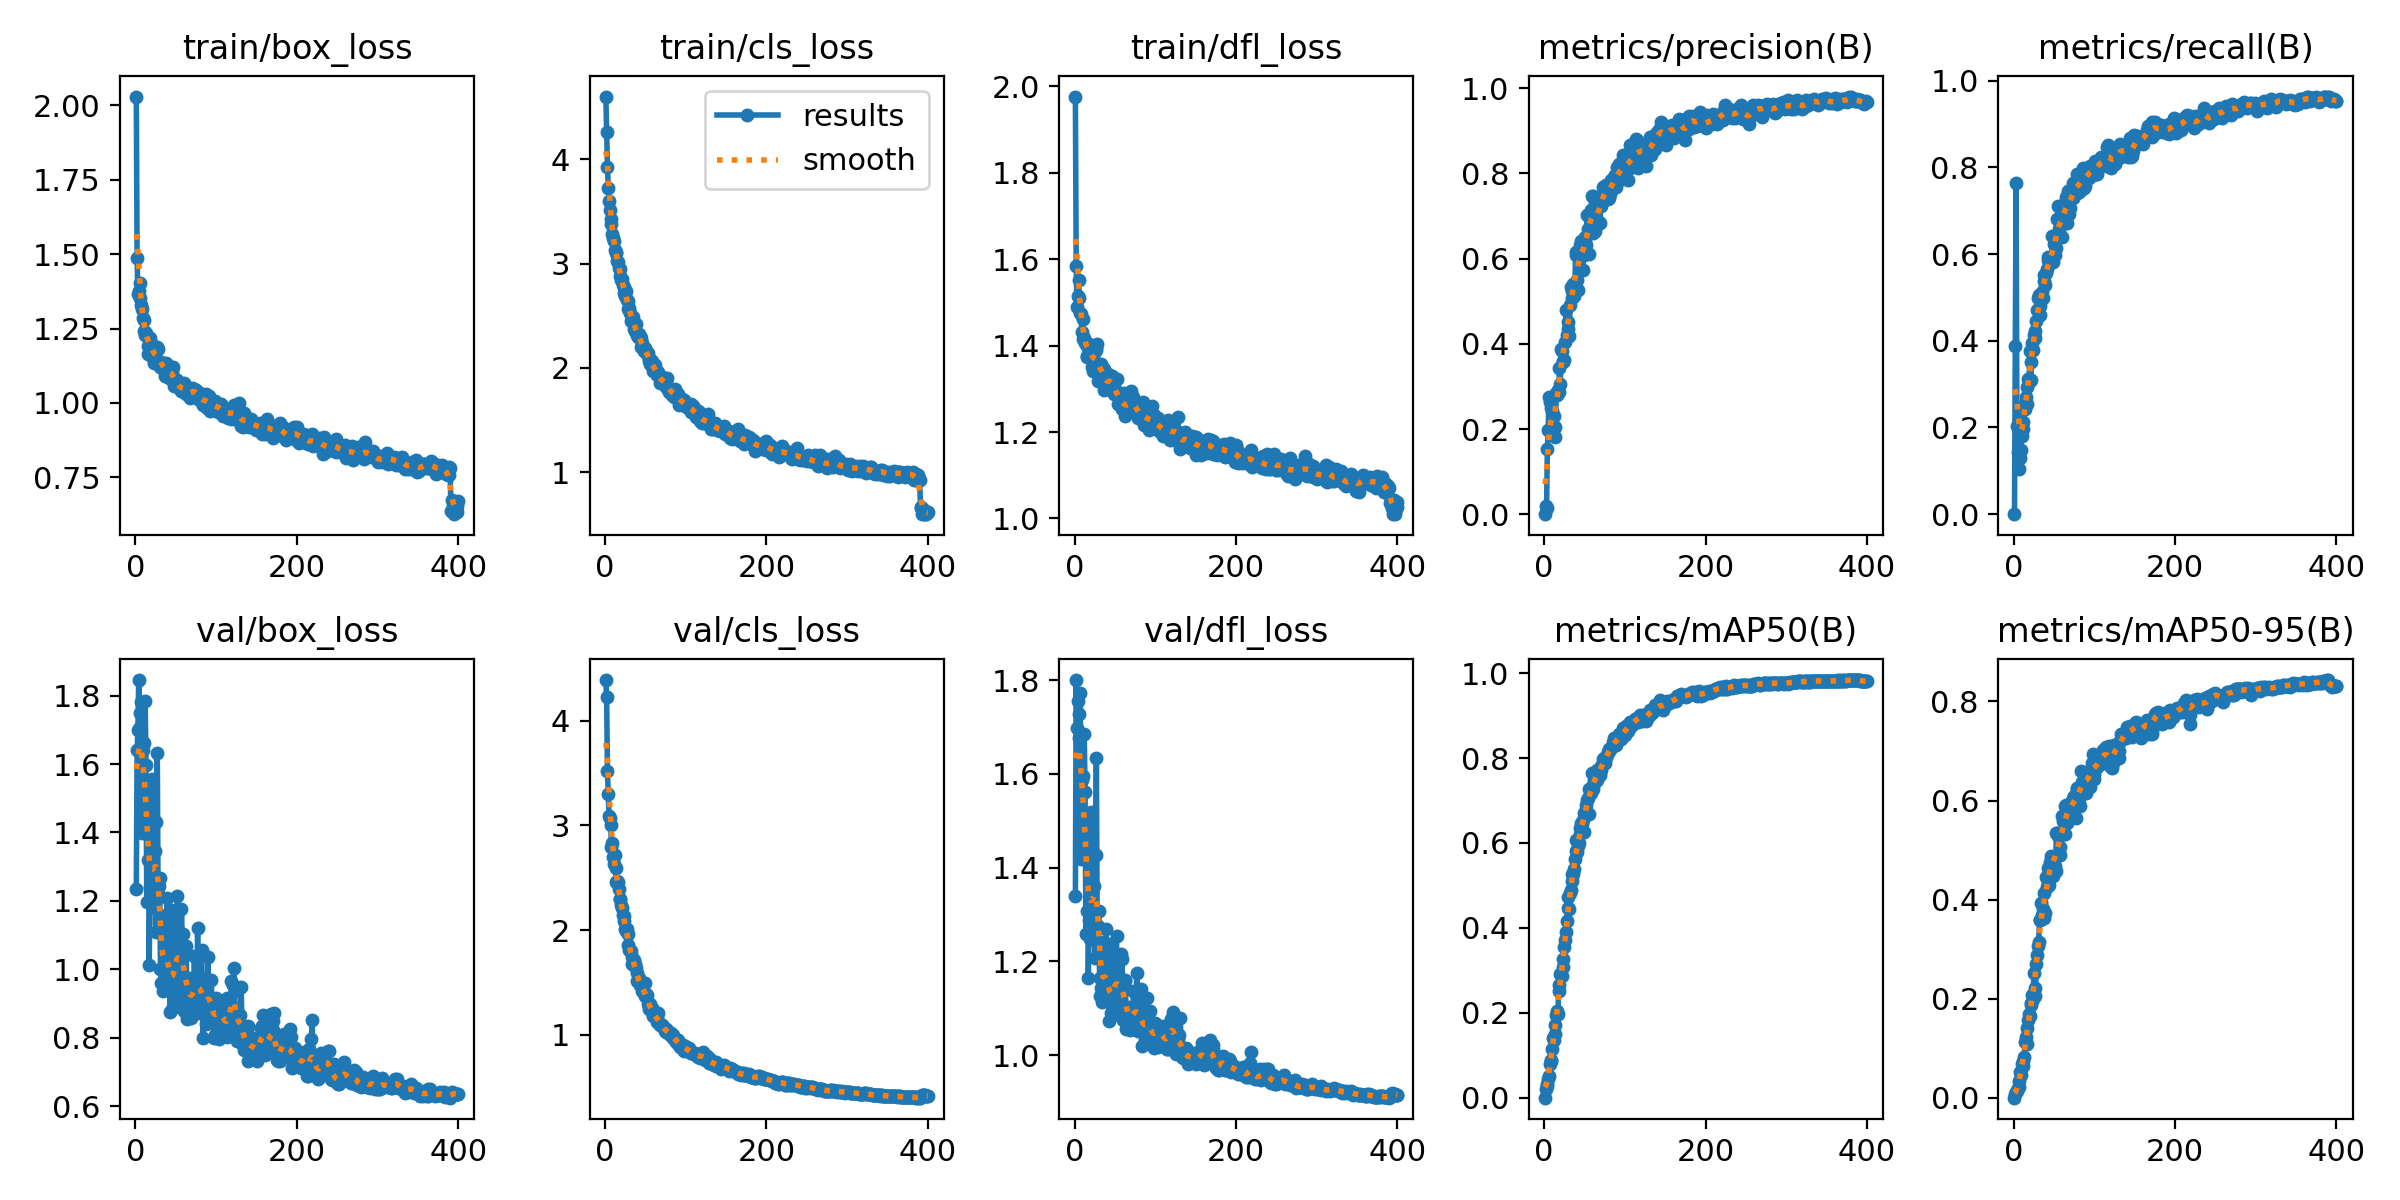 train/box_loss
2.00
1.75
1.50
1.25
1.00
0.75
0 200 400
train/cls_loss
results
smooth
4
3
2
1
0 200 400
train/dfl_loss
2.0
1.8
1.6
1.4
1.2
1.0
0 200 400
metrics/precision(B)
1.0
0.8
0.6
0.4
0.2
0.0
0 200 400
metrics/recall(B)
1.0
0.8
0.6
0.4
0.2
0.0
0 200 400
val/box_loss
1.8
1.6
1.4
1.2
1.0
0.8
0.6
0 200 400
val/cls_loss
4
3
2
1
0 200 400
val/dfl_loss
1.8
1.6
1.4
1.2
1.0
0 200 400
metrics/mAP50(B)
1.0
0.8
0.6
0.4
0.2
0.0
0 200 400
metrics/mAP50-95(B)
0.8
0.6
0.4
0.2
0.0
0 200 400